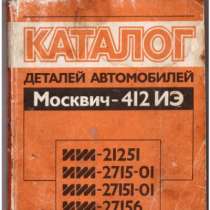 КАТАЛОГ
ДЕТАЛЕЙ АВТОМОБИЛЕЙ
Москвич-412 ИЭ
ИЖ-21251
ИЖ-2715-01
ИЖ-27151-01
ИЖ-27156